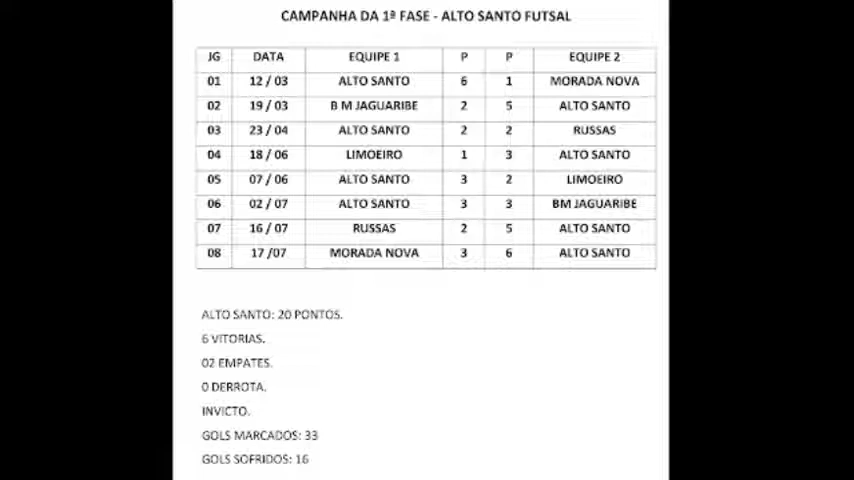 CAMPANHA DA 1ª FASE - ALTO SANTO FUTSAL
JG DATA EQUIPE 1 P P EQUIPE 2
01 12 / 03 ALTO SANTO 6 1 MORADA NOVA
02 19 / 03 B M JAGUARIBE 2 5 ALTO SANTO
03 23 / 04 ALTO SANTO 2 2 RUSSAS
04 18 / 06 LIMOEIRO 1 3 ALTO SANTO
05 07 / 06 ALTO SANTO 3 2 LIMOEIRO
06 02 / 07 ALTO SANTO 3 3 BM JAGUARIBE
07 16 / 07 RUSSAS 2 5 ALTO SANTO
08 17 /07 MORADA NOVA 3 6 ALTO SANTO
ALTO SANTO: 20 PONTOS.
6 VITORIAS.
02 EMPATES.
0 DERROTA.
INVICTO.
GOLS MARCADOS: 33
GOLS SOFRIDOS: 16